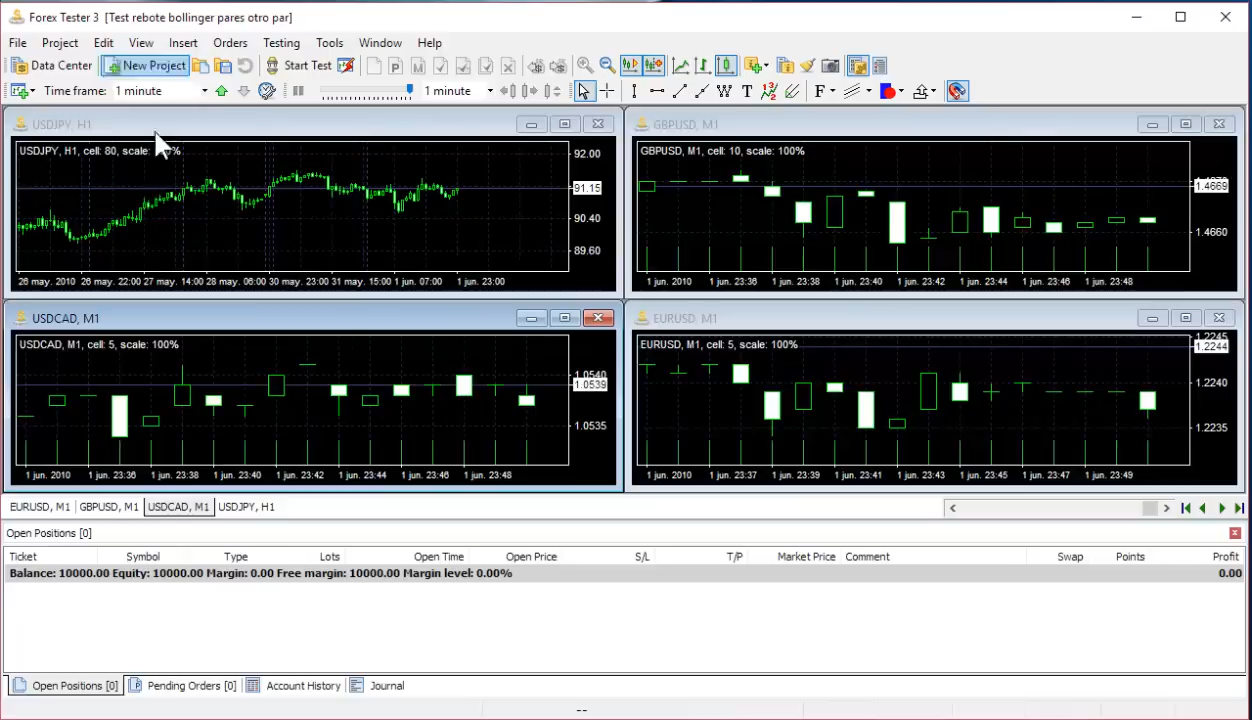 Forex Tester 3 [Test rebote bollinger pares otro par]
File Project Edit View Insert Orders Testing Tools Window Help
Data Center New Project Start Test
Time frame: 1 minute 1 minute
USDJPY, H1
USDJPY, H1, cell: 80, scale:
92.00
91.15
90.40
89.60
26 may. 2010 26 may. 22:00 27 may. 14:00 28 may. 06:00 30 may. 23:00 31 may. 15:00 1 jun. 07:00 1 jun. 23:00
GBPUSD, M1
GBPUSD, M1, cell: 10, scale: 100%
1.4669
1.4660
1 jun. 2010 1 jun. 23:36 1 jun. 23:38 1 jun. 23:40 1 jun. 23:42 1 jun. 23:44 1 jun. 23:46 1 jun. 23:48
USDCAD, M1
USDCAD, M1, cell: 5, scale: 100%
1.0540
1.0539
1.0535
1 jun. 2010 1 jun. 23:36 1 jun. 23:38 1 jun. 23:40 1 jun. 23:42 1 jun. 23:44 1 jun. 23:46 1 jun. 23:48
EURUSD, M1
EURUSD, M1, cell: 5, scale: 100%
1.2245
1.2244
1.2240
1.2235
1 jun. 2010 1 jun. 23:37 1 jun. 23:39 1 jun. 23:41 1 jun. 23:43 1 jun. 23:45 1 jun. 23:47 1 jun. 23:49
EURUSD, M1 GBPUSD, M1 USDCAD, M1 USDJPY, H1
Open Positions [0]
Ticket Symbol Type Lots Open Time Open Price S/L T/P Market Price Comment Swap Points Profit
Balance: 10000.00 Equity: 10000.00 Margin: 0.00 Free margin: 10000.00 Margin level: 0.00% 0.00
Open Positions [0] Pending Orders [0] Account History Journal
--